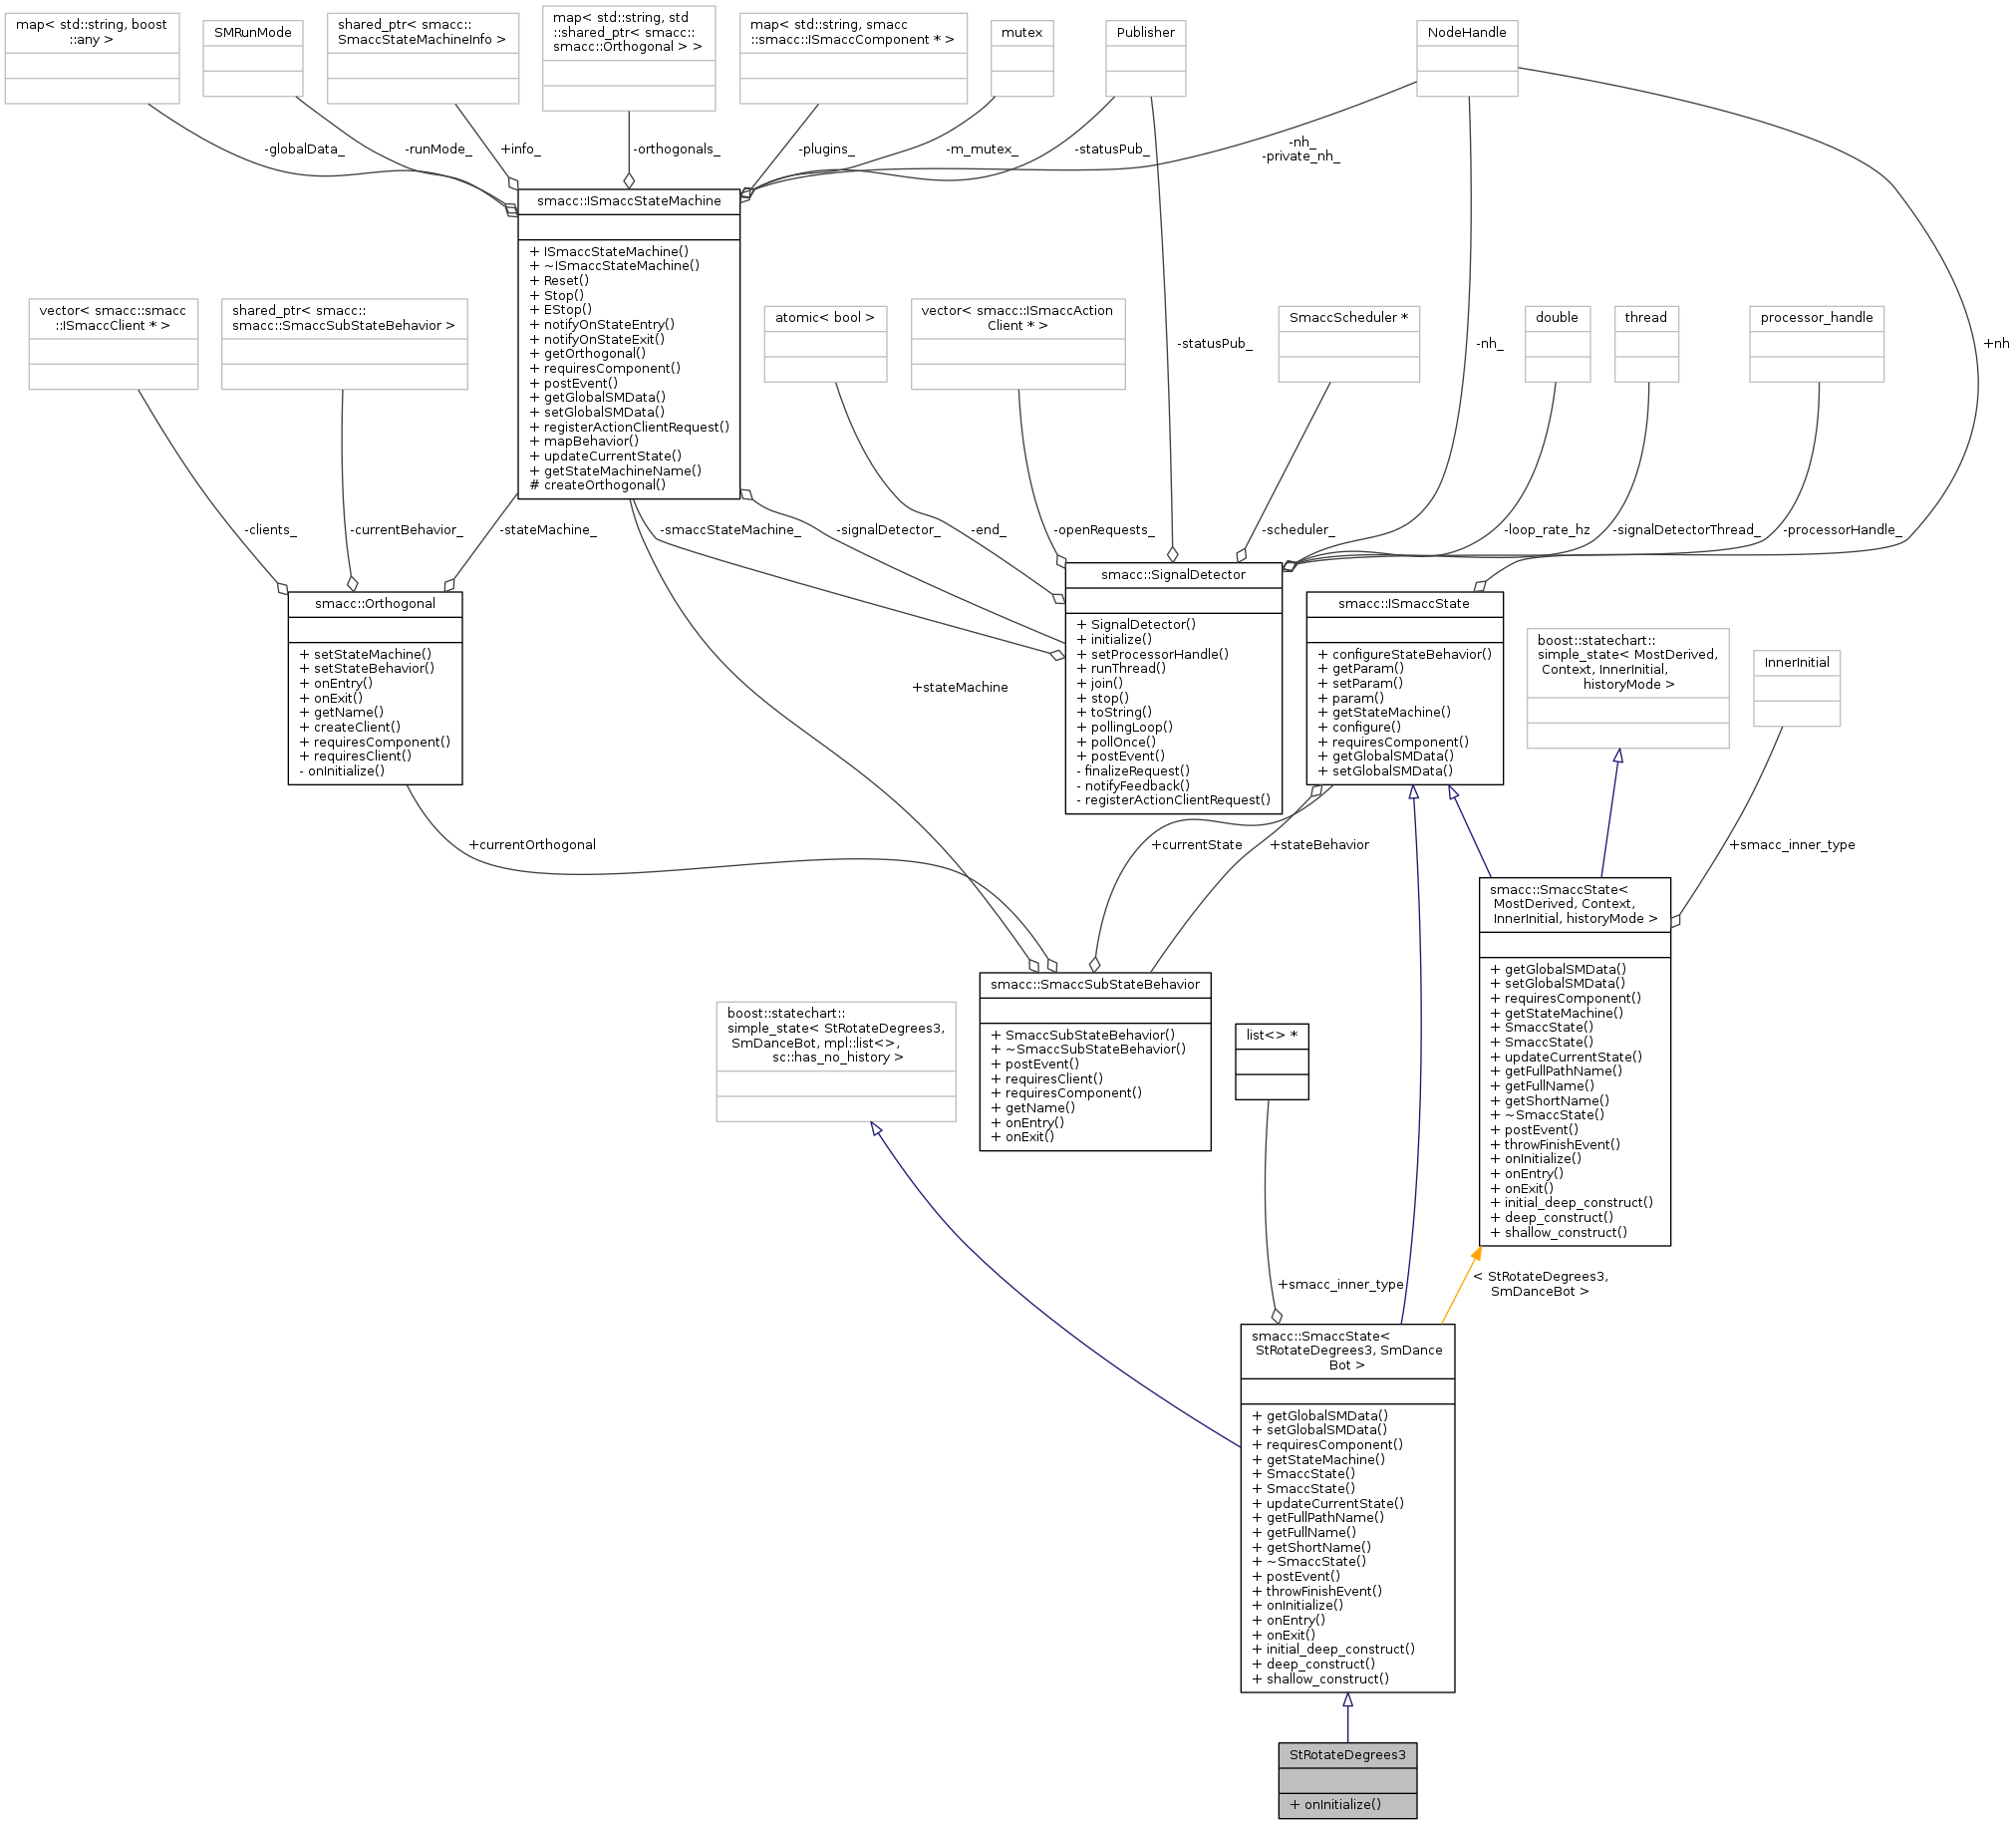 map< std::string, boost
::any >
SMRunMode
shared_ptr< smacc::
SmaccStateMachineInfo >
map< std::string, std
::shared_ptr< smacc::
smacc::Orthogonal > >
map< std::string, smacc
::smacc::ISmaccComponent * >
mutex
Publisher
NodeHandle
-globalData_
-runMode_
+info_
-orthogonals_
-plugins_
-m_mutex_
-statusPub_
-nh_
-private_nh_
smacc::ISmaccStateMachine
+ ISmaccStateMachine()
+ ~ISmaccStateMachine()
+ Reset()
+ Stop()
+ EStop()
+ notifyOnStateEntry()
+ notifyOnStateExit()
+ getOrthogonal()
+ requiresComponent()
+ postEvent()
+ getGlobalSMData()
+ setGlobalSMData()
+ registerActionClientRequest()
+ mapBehavior()
+ updateCurrentState()
+ getStateMachineName()
# createOrthogonal()
vector< smacc::smacc
::ISmaccClient * >
shared_ptr< smacc::
smacc::SmaccSubStateBehavior >
atomic< bool >
vector< smacc::ISmaccAction
Client * >
SmaccScheduler *
double
thread
processor_handle
-statusPub_
-nh_
+nh
-clients_
-currentBehavior_
-stateMachine_
-smaccStateMachine_
-signalDetector_
-end_
-openRequests_
-scheduler_
-loop_rate_hz
-signalDetectorThread_
-processorHandle_
smacc::Orthogonal
+ setStateMachine()
+ setStateBehavior()
+ onEntry()
+ onExit()
+ getName()
+ createClient()
+ requiresComponent()
+ requiresClient()
- onInitialize()
smacc::SignalDetector
+ SignalDetector()
+ initialize()
+ setProcessorHandle()
+ runThread()
+ join()
+ stop()
+ toString()
+ pollingLoop()
+ pollOnce()
+ postEvent()
- finalizeRequest()
- notifyFeedback()
- registerActionClientRequest()
smacc::ISmaccState
+ configureStateBehavior()
+ getParam()
+ setParam()
+ param()
+ getStateMachine()
+ configure()
+ requiresComponent()
+ getGlobalSMData()
+ setGlobalSMData()
boost::statechart::
simple_state< MostDerived,
Context, InnerInitial,
historyMode >
InnerInitial
+stateMachine
+currentOrthogonal
+currentState
+stateBehavior
+smacc_inner_type
smacc::SmaccState<
MostDerived, Context,
InnerInitial, historyMode >
+ getGlobalSMData()
+ setGlobalSMData()
+ requiresComponent()
+ getStateMachine()
+ SmaccState()
+ SmaccState()
+ updateCurrentState()
+ getFullPathName()
+ getFullName()
+ getShortName()
+ ~SmaccState()
+ postEvent()
+ throwFinishEvent()
+ onInitialize()
+ onEntry()
+ onExit()
+ initial_deep_construct()
+ deep_construct()
+ shallow_construct()
smacc::SmaccSubStateBehavior
+ SmaccSubStateBehavior()
+ ~SmaccSubStateBehavior()
+ postEvent()
+ requiresClient()
+ requiresComponent()
+ getName()
+ onEntry()
+ onExit()
boost::statechart::
simple_state< StRotateDegrees3,
SmDanceBot, mpl::list<>,
sc::has_no_history >
list<> *
+smacc_inner_type
< StRotateDegrees3,
SmDanceBot >
smacc::SmaccState<
StRotateDegrees3, SmDance
Bot >
+ getGlobalSMData()
+ setGlobalSMData()
+ requiresComponent()
+ getStateMachine()
+ SmaccState()
+ SmaccState()
+ updateCurrentState()
+ getFullPathName()
+ getFullName()
+ getShortName()
+ ~SmaccState()
+ postEvent()
+ throwFinishEvent()
+ onInitialize()
+ onEntry()
+ onExit()
+ initial_deep_construct()
+ deep_construct()
+ shallow_construct()
StRotateDegrees3
+ onInitialize()